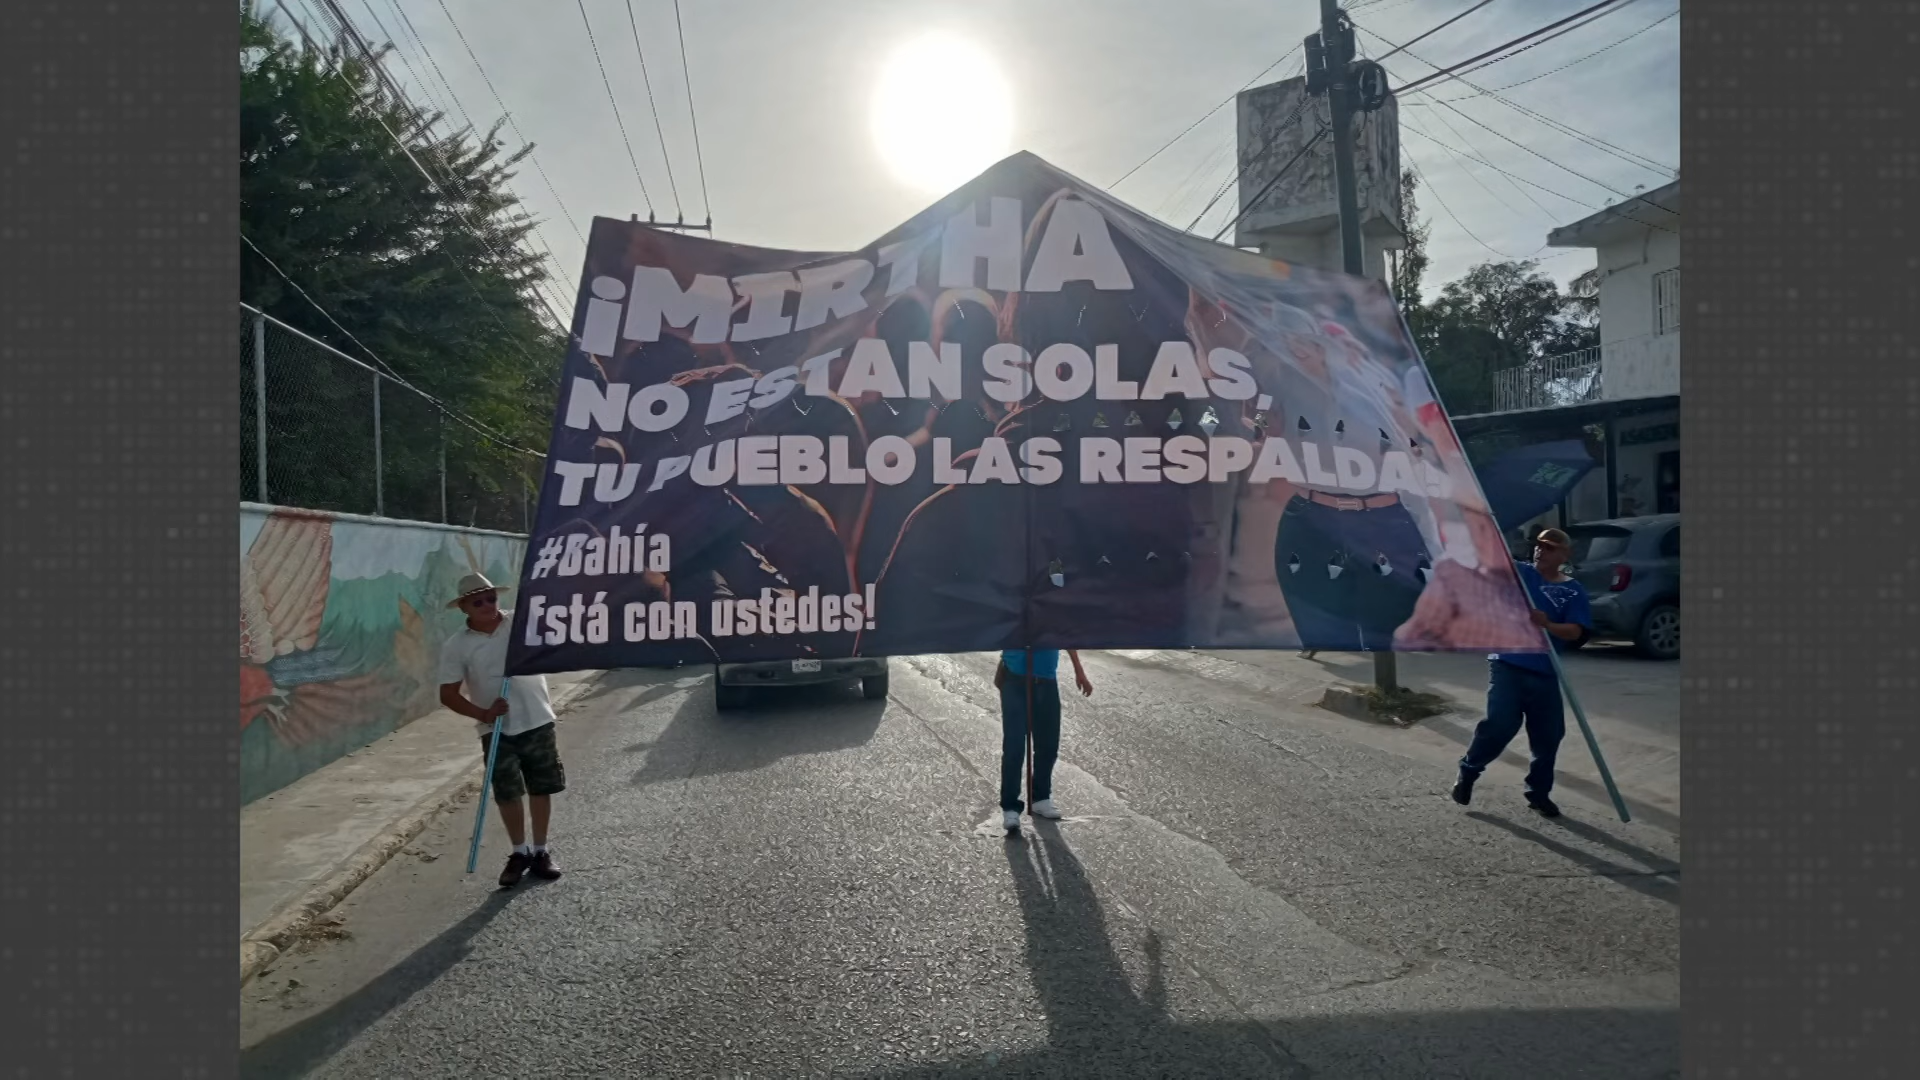 ¡MIRTHA
NO ESTAN SOLAS,
TU PUEBLO LAS RESPALDA
#Bahía
Está con ustedes!